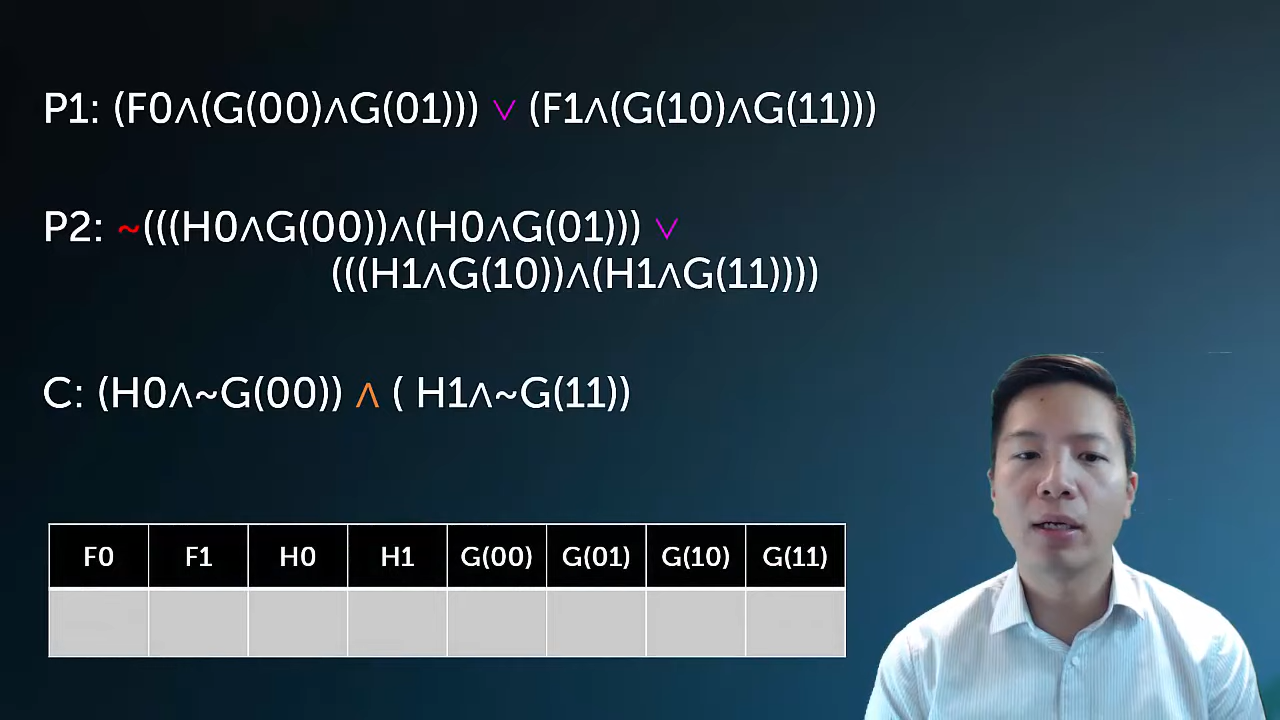 P1: (F0∧(G(00)∧G(01))) ∨ (F1∧(G(10)∧G(11)))
P2: ~(((H0∧G(00))∧(H0∧G(01))) ∨
(((H1∧G(10))∧(H1∧G(11))))
C: (H0∧~G(00)) ∧ ( H1∧~G(11))
F0 F1 H0 H1 G(00) G(01) G(10) G(11)